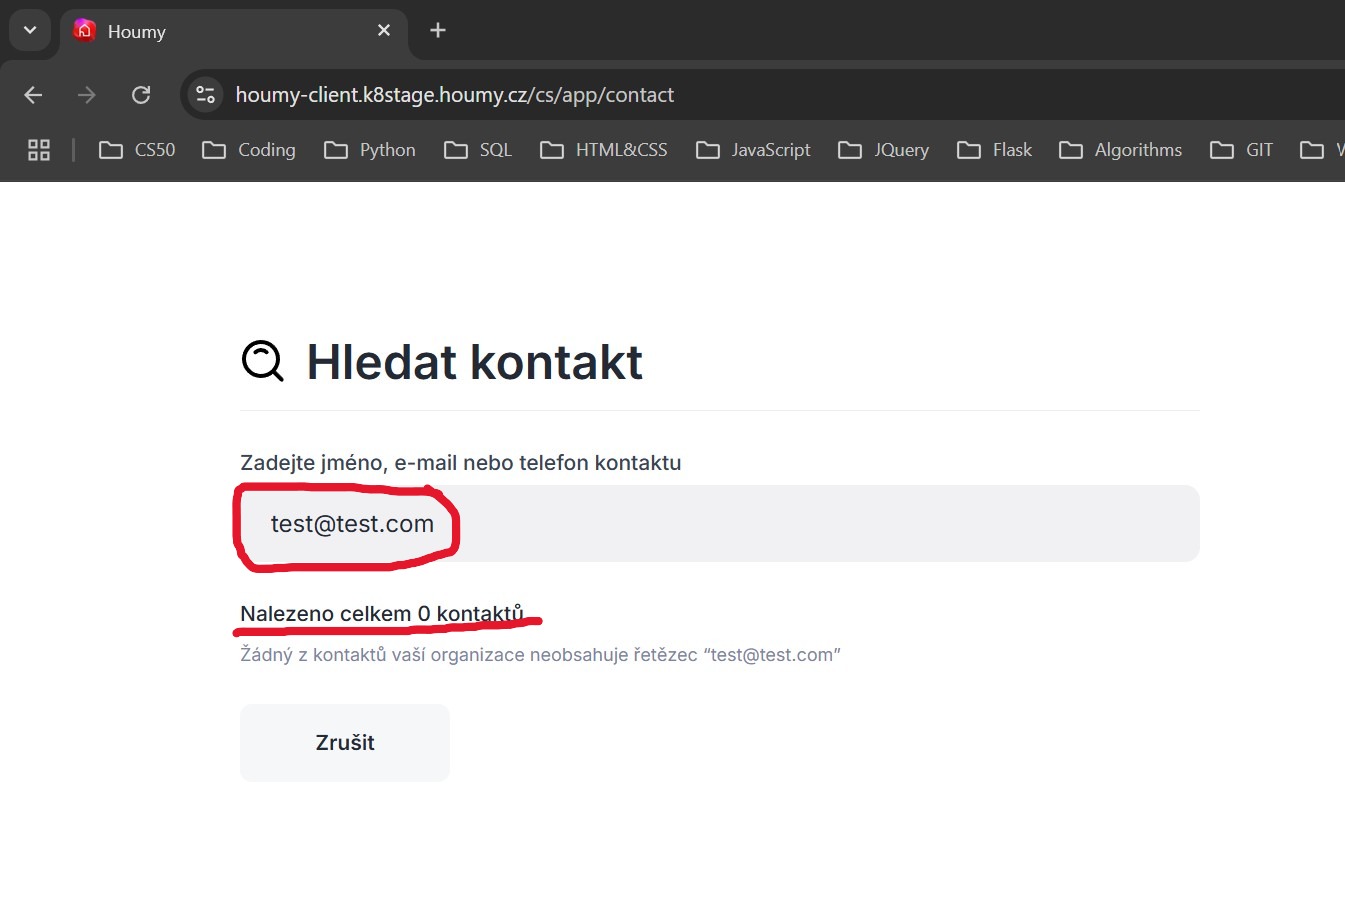 Houmy
houmy-client.k8stage.houmy.cz/cs/app/contact
CS50 Coding Python SQL HTML&CSS JavaScript JQuery Flask Algorithms GIT
Hledat kontakt
Zadejte jméno, e-mail nebo telefon kontaktu
test@test.com
Nalezeno celkem 0 kontaktů
Žádný z kontaktů vaší organizace neobsahuje řetězec “test@test.com”
Zrušit